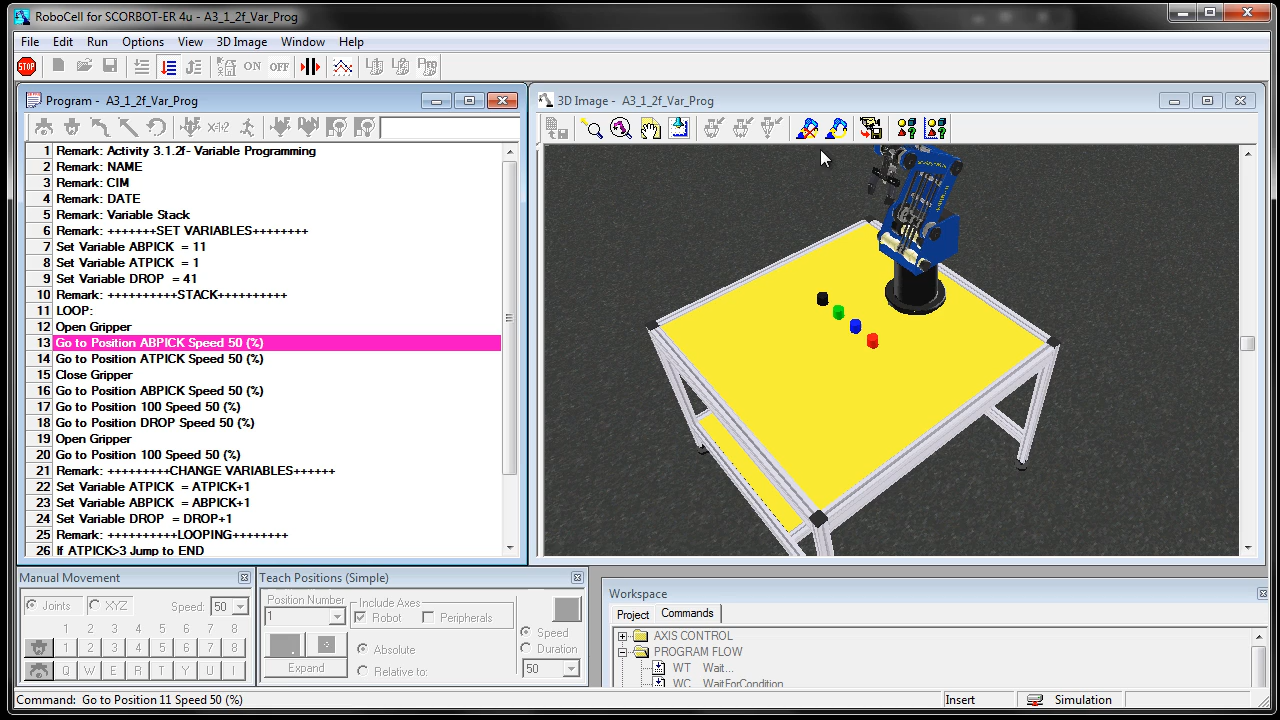 RoboCell for SCORBOT-ER 4u - A3_1_2f_Var_Prog
File Edit Run Options View 3D Image Window Help
STOP ON OFF
Program - A3_1_2f_Var_Prog
1 Remark: Activity 3.1.2f- Variable Programming
2 Remark: NAME
3 Remark: CIM
4 Remark: DATE
5 Remark: Variable Stack
6 Remark: +++++++SET VARIABLES++++++++
7 Set Variable ABPICK = 11
8 Set Variable ATPICK = 1
9 Set Variable DROP = 41
10 Remark: ++++++++++STACK++++++++++
11 LOOP:
12 Open Gripper
13 Go to Position ABPICK Speed 50 (%)
14 Go to Position ATPICK Speed 50 (%)
15 Close Gripper
16 Go to Position ABPICK Speed 50 (%)
17 Go to Position 100 Speed 50 (%)
18 Go to Position DROP Speed 50 (%)
19 Open Gripper
20 Go to Position 100 Speed 50 (%)
21 Remark: +++++++++CHANGE VARIABLES++++++
22 Set Variable ATPICK = ATPICK+1
23 Set Variable ABPICK = ABPICK+1
24 Set Variable DROP = DROP+1
25 Remark: ++++++++++LOOPING++++++++
26 If ATPICK>3 Jump to END
3D Image - A3_1_2f_Var_Prog
Manual Movement
Joints XYZ Speed: 50
1 2 3 4 5 6 7 8
1 2 3 4 5 6 7 8
Q W E R T Y U I
Teach Positions (Simple)
Position Number
1
Include Axes
Robot Peripherals
Expand
Absolute
Relative to:
Speed
Duration
50
Workspace
Project Commands
AXIS CONTROL
PROGRAM FLOW
WT Wait...
WC WaitForCondition
Command: Go to Position 11 Speed 50 (%)
Insert
Simulation